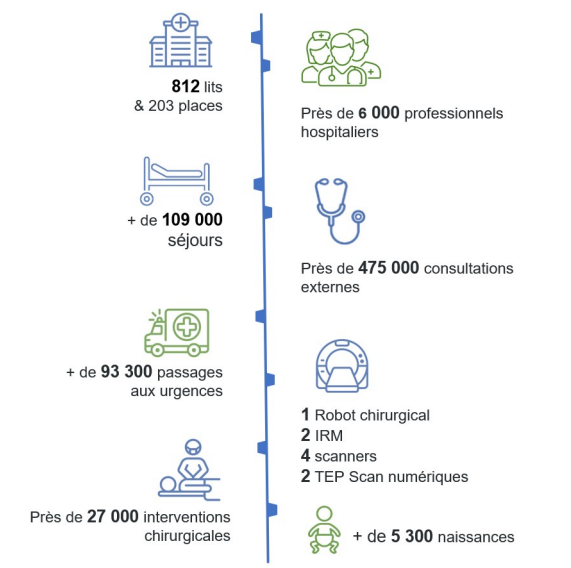 812 lits
& 203 places
Près de 6 000 professionnels
hospitaliers
+ de 109 000
séjours
Près de 475 000 consultations
externes
+ de 93 300 passages
aux urgences
1 Robot chirurgical
2 IRM
4 scanners
2 TEP Scan numériques
Près de 27 000 interventions
chirurgicales
+ de 5 300 naissances